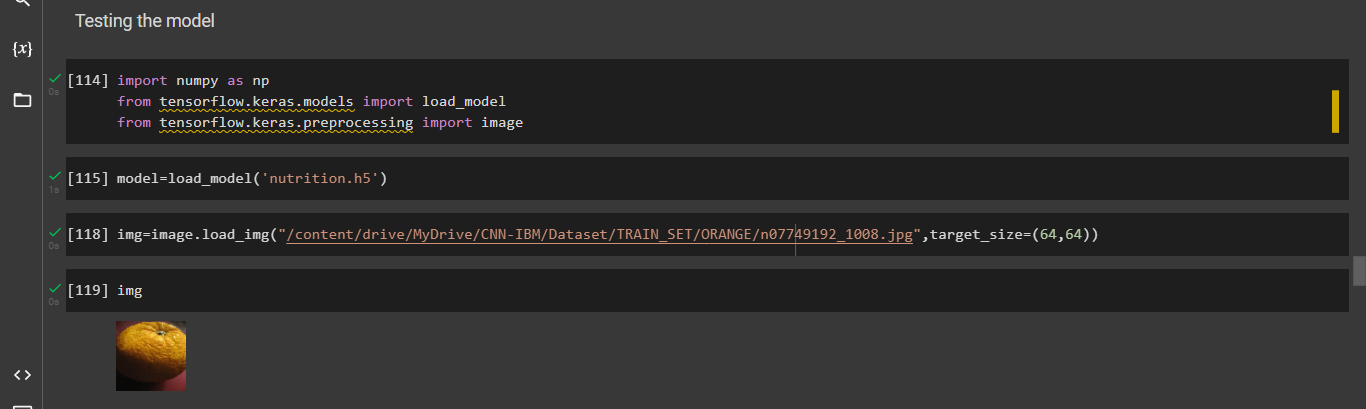 Testing the model
{x}
[114] import numpy as np
0s
from tensorflow.keras.models import load_model
from tensorflow.keras.preprocessing import image
[115] model=load_model('nutrition.h5')
1s
[118] img=image.load_img("/content/drive/MyDrive/CNN-IBM/Dataset/TRAIN_SET/ORANGE/n07749192_1008.jpg",target_size=(64,64))
0s
[119] img
0s